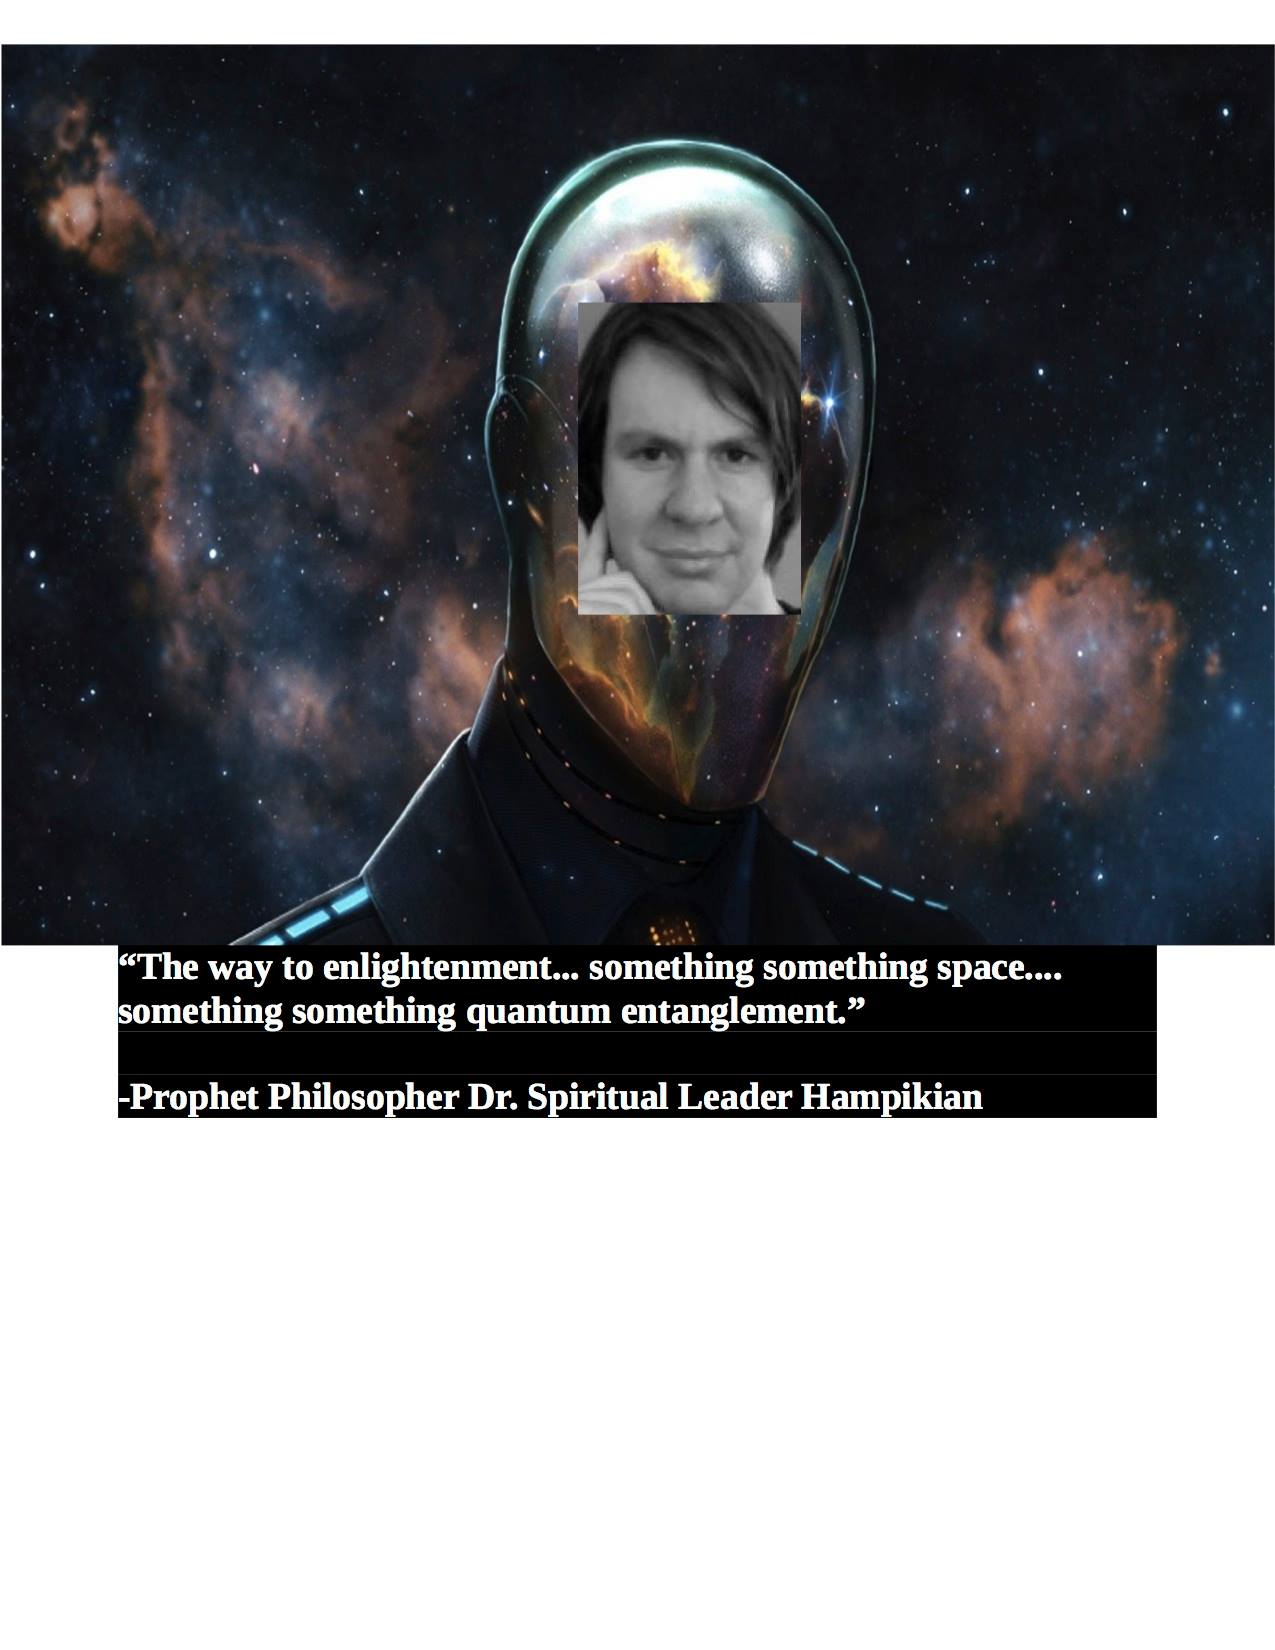 “The way to enlightenment... something something space....
something something quantum entanglement.”
-Prophet Philosopher Dr. Spiritual Leader Hampikian